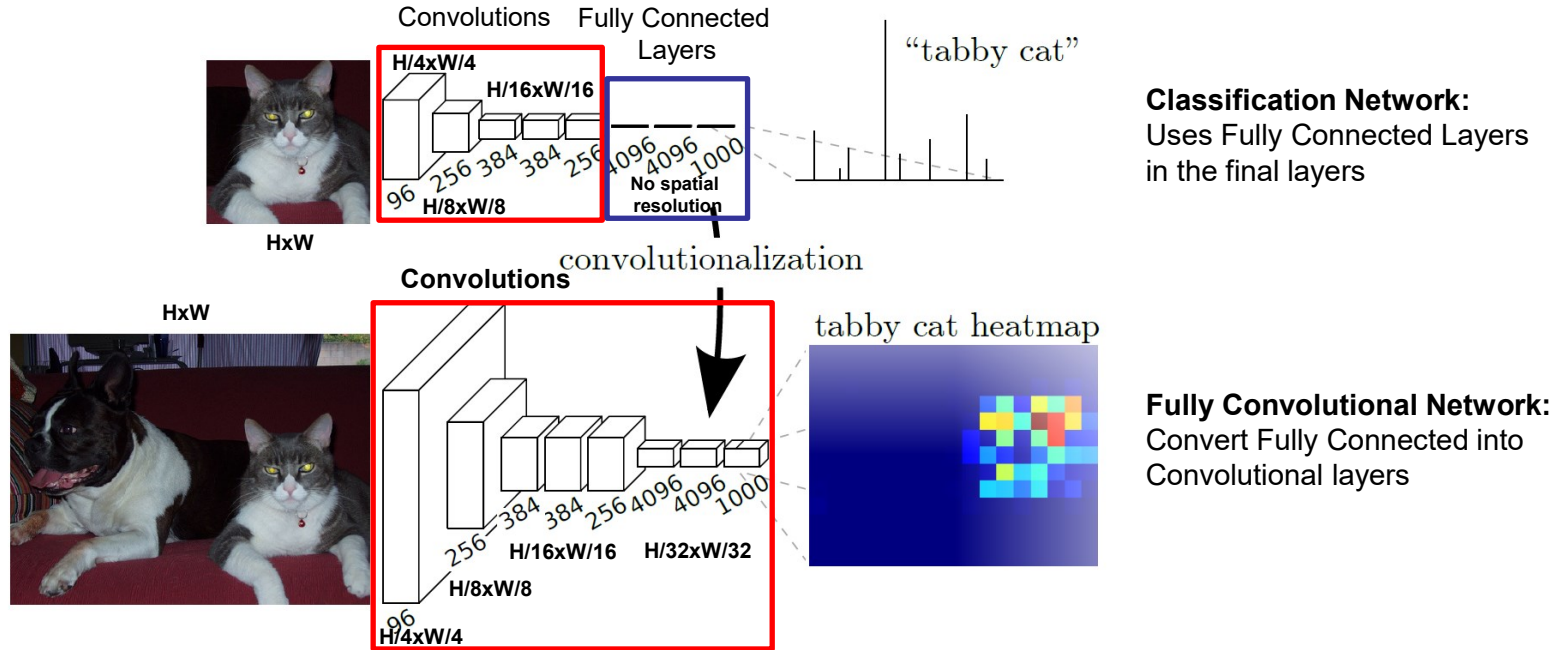 Convolutions
Fully Connected
Layers
H/4xW/4
H/16xW/16
96
256
384
384
256
4096
4096
1000
H/8xW/8
No spatial
resolution
HxW
“tabby cat”
Classification Network:
Uses Fully Connected Layers
in the final layers
convolutionalization
Convolutions
HxW
tabby cat heatmap
96
256
384
384
256
4096
4096
1000
H/16xW/16
H/32xW/32
H/8xW/8
H/4xW/4
Fully Convolutional Network:
Convert Fully Connected into
Convolutional layers